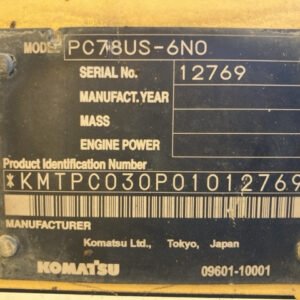 MODEL PC78US-6N0
SERIAL No. 12769
MANUFACT.YEAR
MASS
ENGINE POWER
Product Identification Number
*KMTPC030P01012769
MANUFACTURER
Komatsu Ltd., Tokyo, Japan
KOMATSU 09601-10001